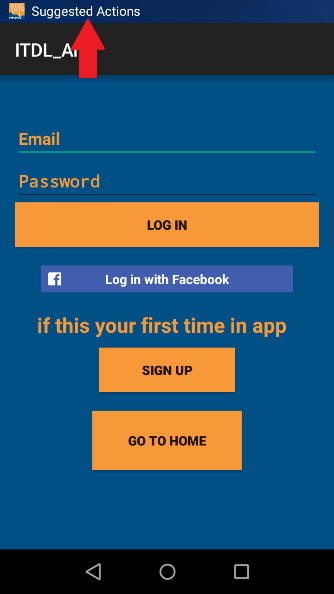 Suggested Actions
ITDL_A
Email
Password
LOG IN
Log in with Facebook
if this your first time in app
SIGN UP
GO TO HOME